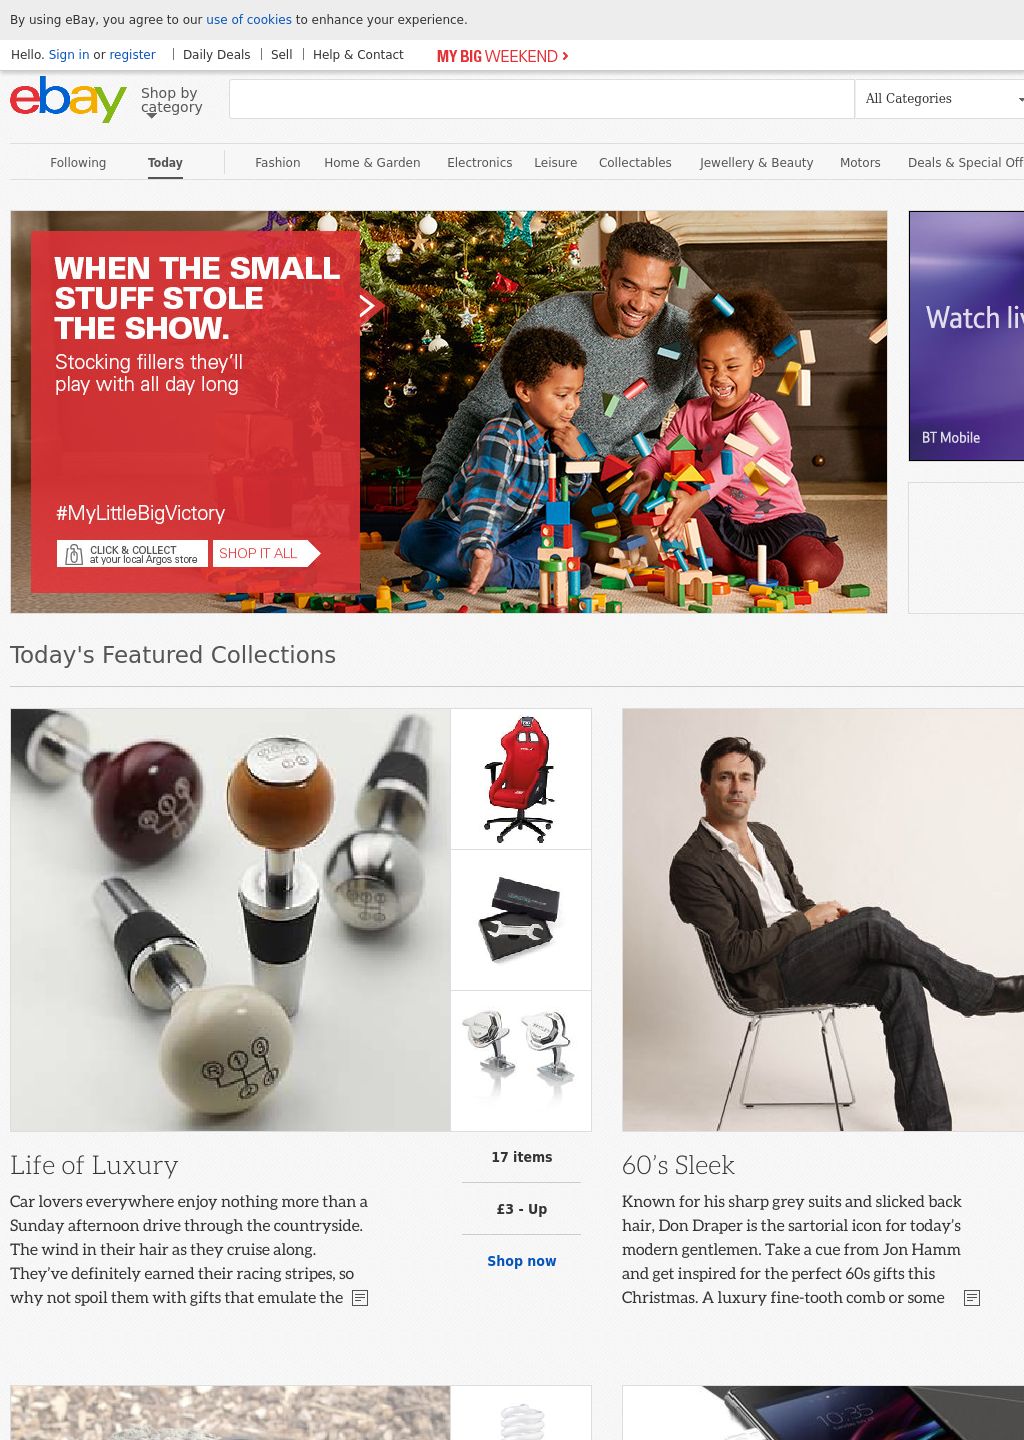 By using eBay, you agree to our use of cookies to enhance your experience.
Hello. Sign in or register
Daily Deals
Sell
Help & Contact
MY BIG WEEKEND
ebay
Shop by
category
All Categories
Following
Today
Fashion
Home & Garden
Electronics
Leisure
Collectables
Jewellery & Beauty
Motors
Deals & Special Off
WHEN THE SMALL
STUFF STOLE
THE SHOW.
Stocking fillers they'll
play with all day long
#MyLittleBigVictory
CLICK & COLLECT
at your local Argos store
SHOP IT ALL
Watch liv
BT Mobile
Today's Featured Collections
Life of Luxury
Car lovers everywhere enjoy nothing more than a
Sunday afternoon drive through the countryside.
The wind in their hair as they cruise along.
They've definitely earned their racing stripes, so
why not spoil them with gifts that emulate the
17 items
£3 - Up
Shop now
60's Sleek
Known for his sharp grey suits and slicked back
hair, Don Draper is the sartorial icon for today's
modern gentlemen. Take a cue from Jon Hamm
and get inspired for the perfect 60s gifts this
Christmas. A luxury fine-tooth comb or some
10:35